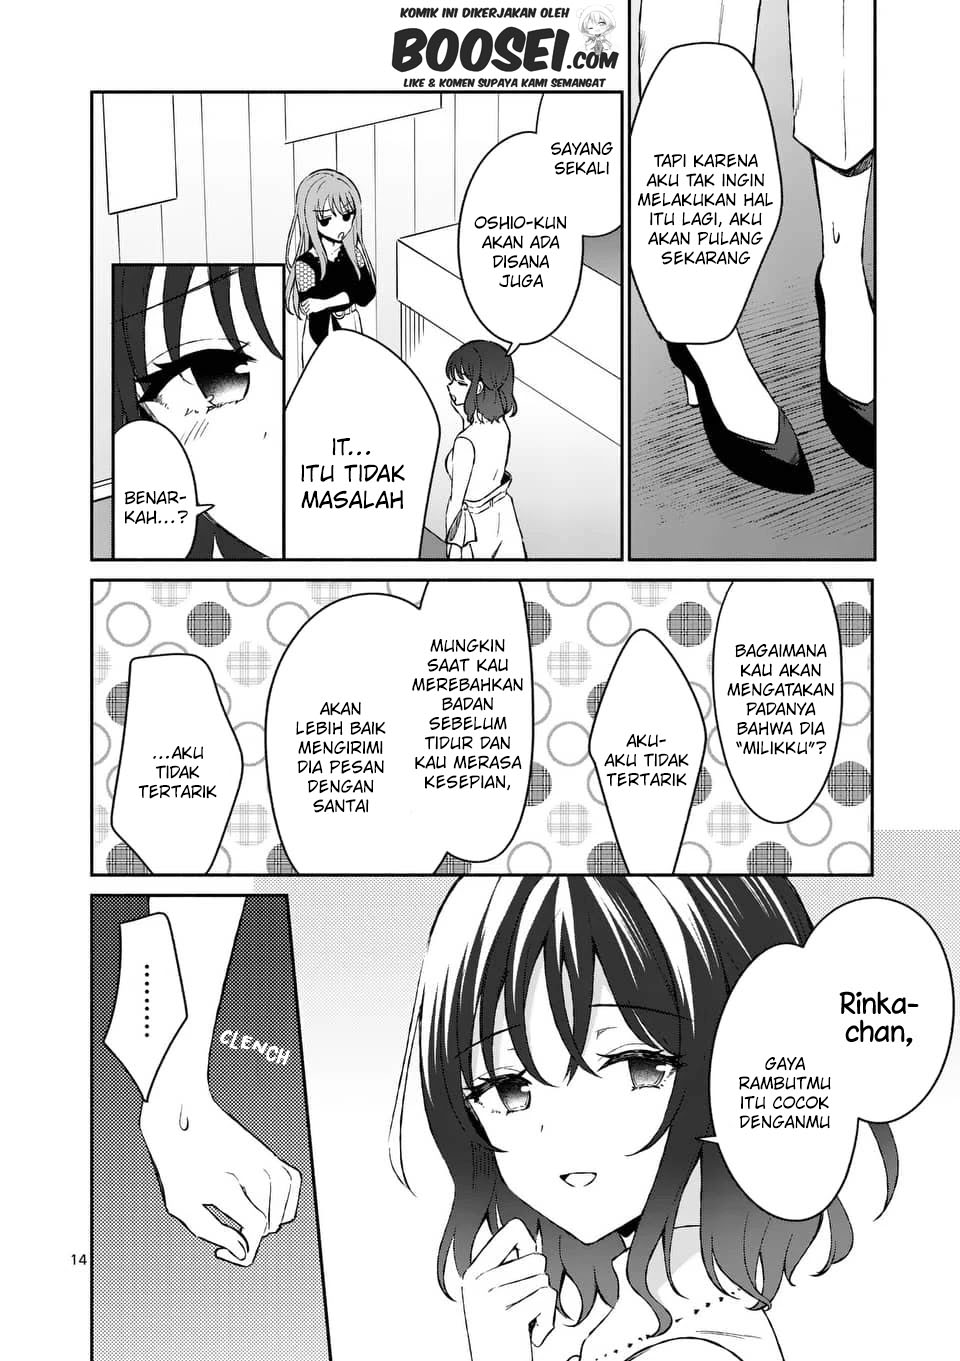 KOMIK INI DIKERJAKAN OLEH
BOOSEI.COM
LIKE & KOMEN SUPAYA KAMI SEMANGAT
TAPI KARENA
AKU TAK INGIN
MELAKUKAN HAL
ITU LAGI, AKU
AKAN PULANG
SEKARANG
SAYANG
SEKALI
OSHIO-KUN
AKAN ADA
DISANA
JUGA
IT...
ITU TIDAK
MASALAH
BENAR-
KAH...?
BAGAIMANA
KAU AKAN
MENGATAKAN
PADANYA
BAHWA DIA
“MILIKKU”?
AKU-
AKU TIDAK
TERTARIK
MUNGKIN
SAAT KAU
MEREBAHKAN
BADAN
SEBELUM
TIDUR DAN
KAU MERASA
KESEPIAN,
AKAN
LEBIH BAIK
MENGIRIMI
DIA PESAN
DENGAN
SANTAI
...AKU
TIDAK
TERTARIK
Rinka-
chan,
GAYA
RAMBUTMU
ITU COCOK
DENGANMU
.........
CLENCH
14